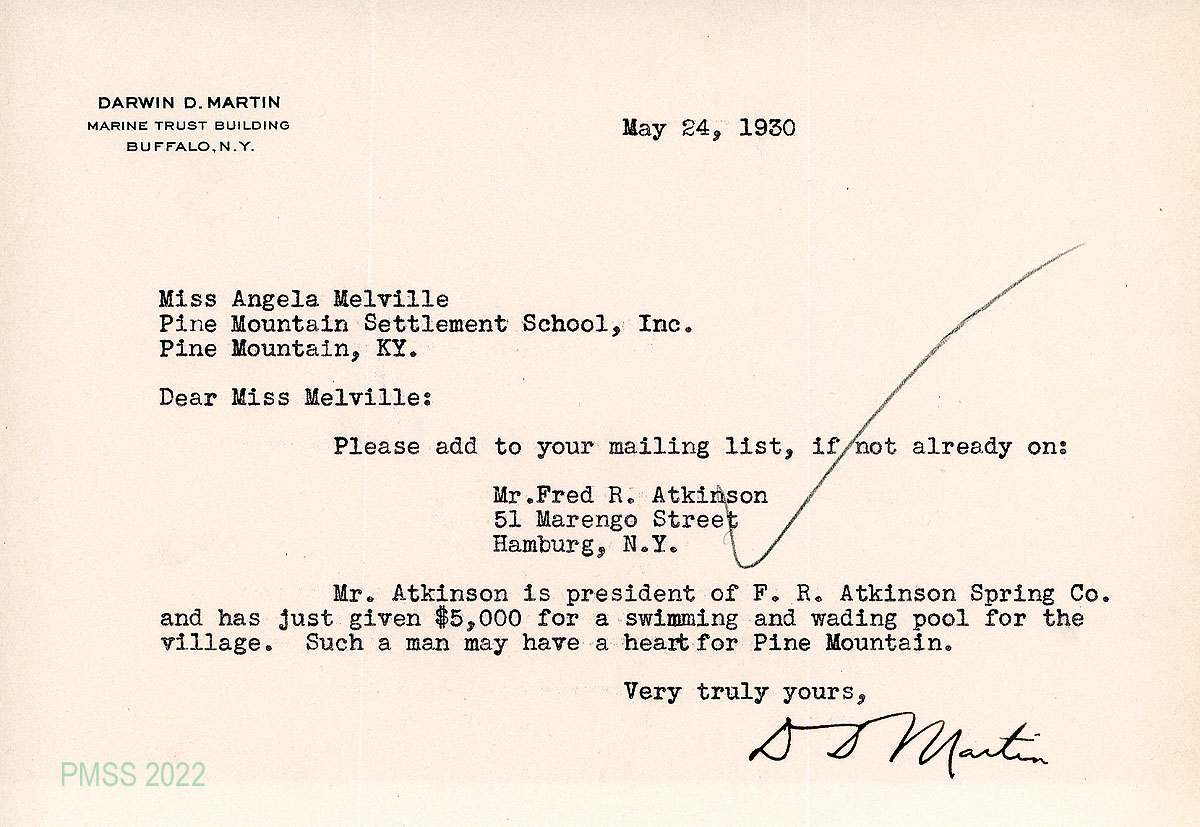 DARWIN D. MARTIN
MARINE TRUST BUILDING
BUFFALO, N.Y.
May 24, 1930
Miss Angela Melville
Pine Mountain Settlement School, Inc.
Pine Mountain, KY.
Dear Miss Melville:
Please add to your mailing list, if not already on:
Mr.Fred R. Atkinson
51 Marengo Street
Hamburg, N.Y.
Mr. Atkinson is president of F. R. Atkinson Spring Co.
and has just given $5,000 for a swimming and wading pool for the
village. Such a man may have a heart for Pine Mountain.
Very truly yours,
D D Martin
PMSS 2022